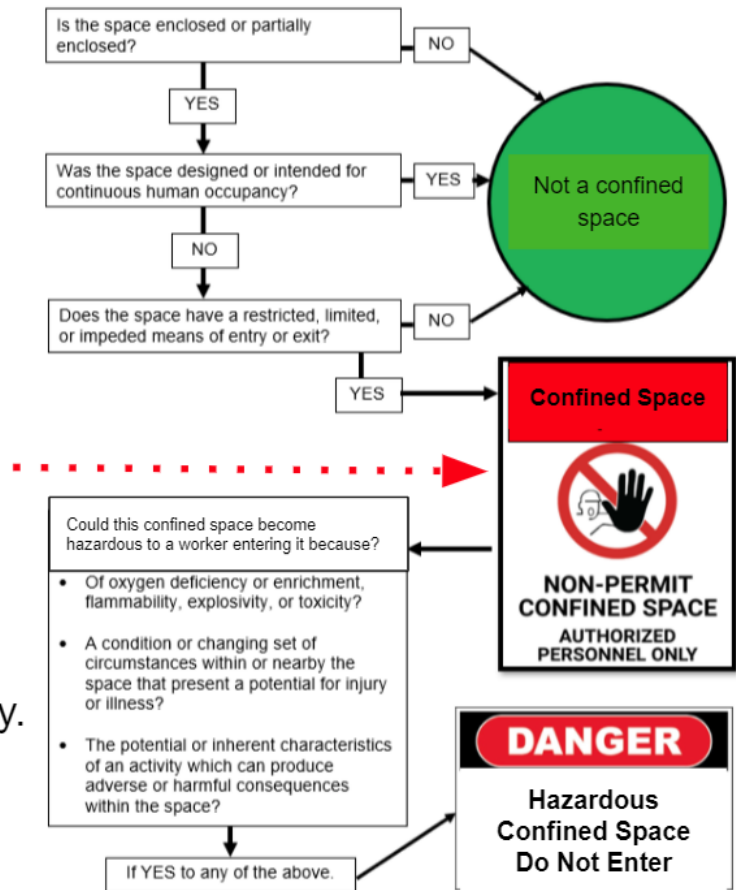 Is the space enclosed or partially
enclosed?
NO
YES
Was the space designed or intended for
continuous human occupancy?
YES
Not a confined
space
NO
Does the space have a restricted, limited,
or impeded means of entry or exit?
NO
YES
Confined Space
Could this confined space become
hazardous to a worker entering it because?
• Of oxygen deficiency or enrichment,
flammability, explosivity, or toxicity?
• A condition or changing set of
circumstances within or nearby the
space that present a potential for injury
or illness?
• The potential or inherent characteristics
of an activity which can produce
adverse or harmful consequences
within the space?
If YES to any of the above.
NON-PERMIT
CONFINED SPACE
AUTHORIZED
PERSONNEL ONLY
y.
DANGER
Hazardous
Confined Space
Do Not Enter